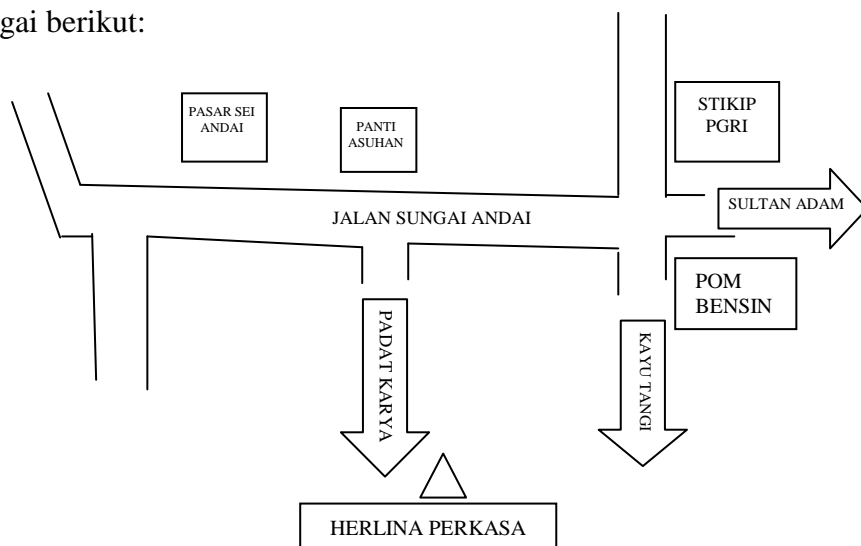 gai berikut:
PASAR SEI
ANDAI
PANTI
ASUHAN
STIKIP
PGRI
SULTAN ADAM
JALAN SUNGAI ANDAI
POM
BENSIN
PADAT KARYA
KAYU TANGI
HERLINA PERKASA